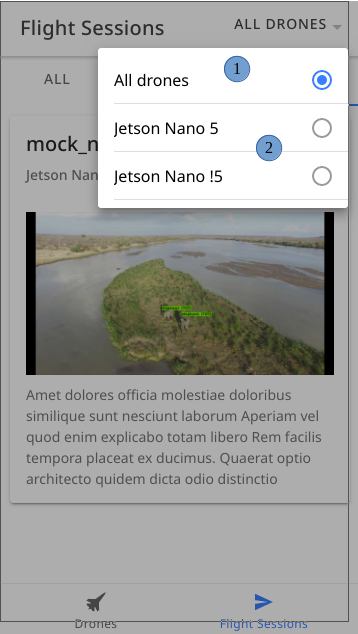 Flight Sessions
ALL DRONES
ALL
All drones
1
Jetson Nano 5
2
Jetson Nano !5
mock_n
Jetson Nan
Amet dolores officia molestiae doloribus
similique sunt nesciunt laborum Aperiam vel
quod enim explicabo totam libero Rem facilis
tempora placeat ex ducimus. Quaerat optio
architecto quidem dicta odio distinctio
Drones
Flight Sessions